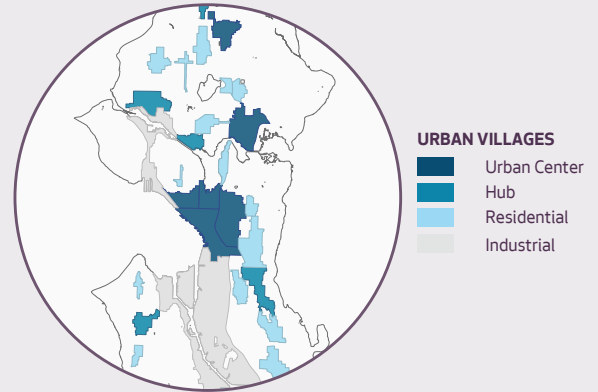 URBAN VILLAGES
Urban Center
Hub
Residential
Industrial